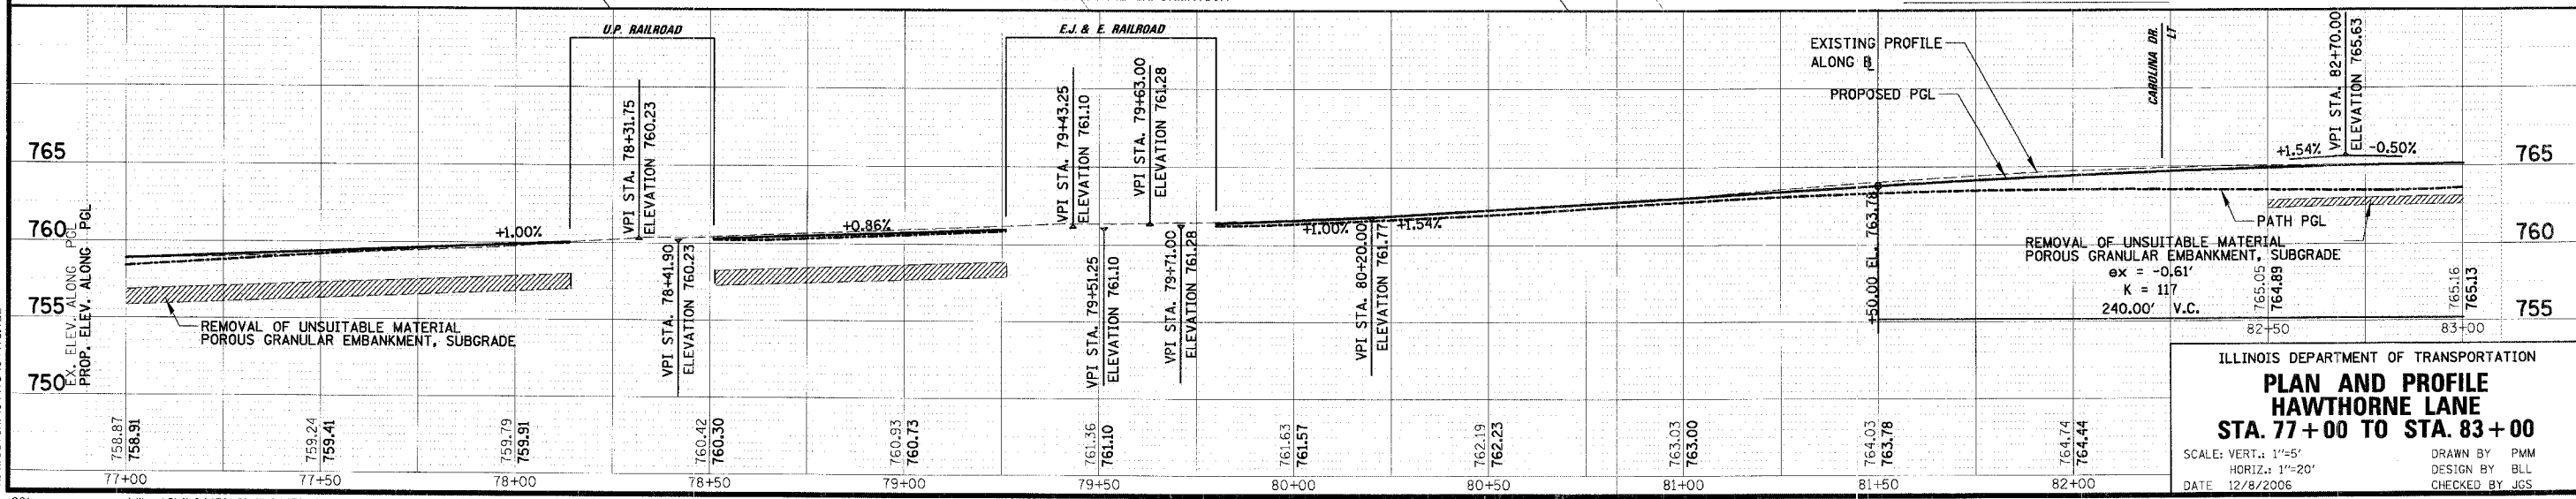 U.P. RAILROAD
E.J. & E. RAILROAD
EXISTING PROFILE
ALONG B
PROPOSED PGL
CAROLINA DR.
LT
VPI STA. 82+70.00
ELEVATION 765.63
+1.54%
-0.50%
VPI STA. 78+31.75
ELEVATION 760.23
VPI STA. 79+43.25
ELEVATION 761.10
VPI STA. 79+63.00
ELEVATION 761.28
765
760
755
750
765
760
755
EX. ELEV. ALONG PGL
PROP. ELEV. ALONG PGL
+1.00%
+0.86%
+1.00%
+1.54%
PATH PGL
REMOVAL OF UNSUITABLE MATERIAL
POROUS GRANULAR EMBANKMENT, SUBGRADE
VPI STA. 78+41.90
ELEVATION 760.23
VPI STA. 79+51.25
ELEVATION 761.10
VPI STA. 79+71.00
ELEVATION 761.28
VPI STA. 80+20.00
ELEVATION 761.77
+50.00 EL. 763.78
REMOVAL OF UNSUITABLE MATERIAL
POROUS GRANULAR EMBANKMENT, SUBGRADE
ex = -0.61'
K = 117
240.00' V.C.
765.05
764.89
765.16
765.13
82+50
83+00
758.87
758.91
759.24
759.41
759.79
759.91
760.42
760.30
760.93
760.73
761.36
761.10
761.63
761.57
762.19
762.23
763.03
763.00
764.03
763.78
764.74
764.44
77+00
77+50
78+00
78+50
79+00
79+50
80+00
80+50
81+00
81+50
82+00
ILLINOIS DEPARTMENT OF TRANSPORTATION
PLAN AND PROFILE
HAWTHORNE LANE
STA. 77+00 TO STA. 83+00
SCALE: VERT.: 1"=5'
HORIZ.: 1"=20'
DATE 12/8/2006
DRAWN BY PMM
DESIGN BY BLL
CHECKED BY JGS